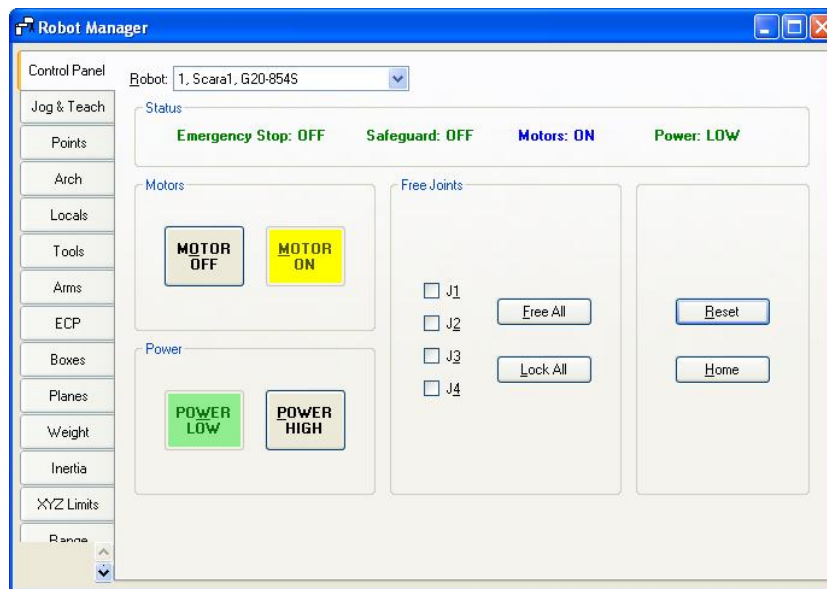 Robot Manager
Control Panel
Jog & Teach
Points
Arch
Locals
Tools
Arms
ECP
Boxes
Planes
Weight
Inertia
XYZ Limits
Range
Robot: 1, Scara1, G20-854S
Status
Emergency Stop: OFF Safeguard: OFF Motors: ON Power: LOW
Motors
MOTOR OFF
MOTOR ON
Power
POWER LOW
POWER HIGH
Free Joints
J1
J2
J3
J4
Free All
Lock All
Reset
Home